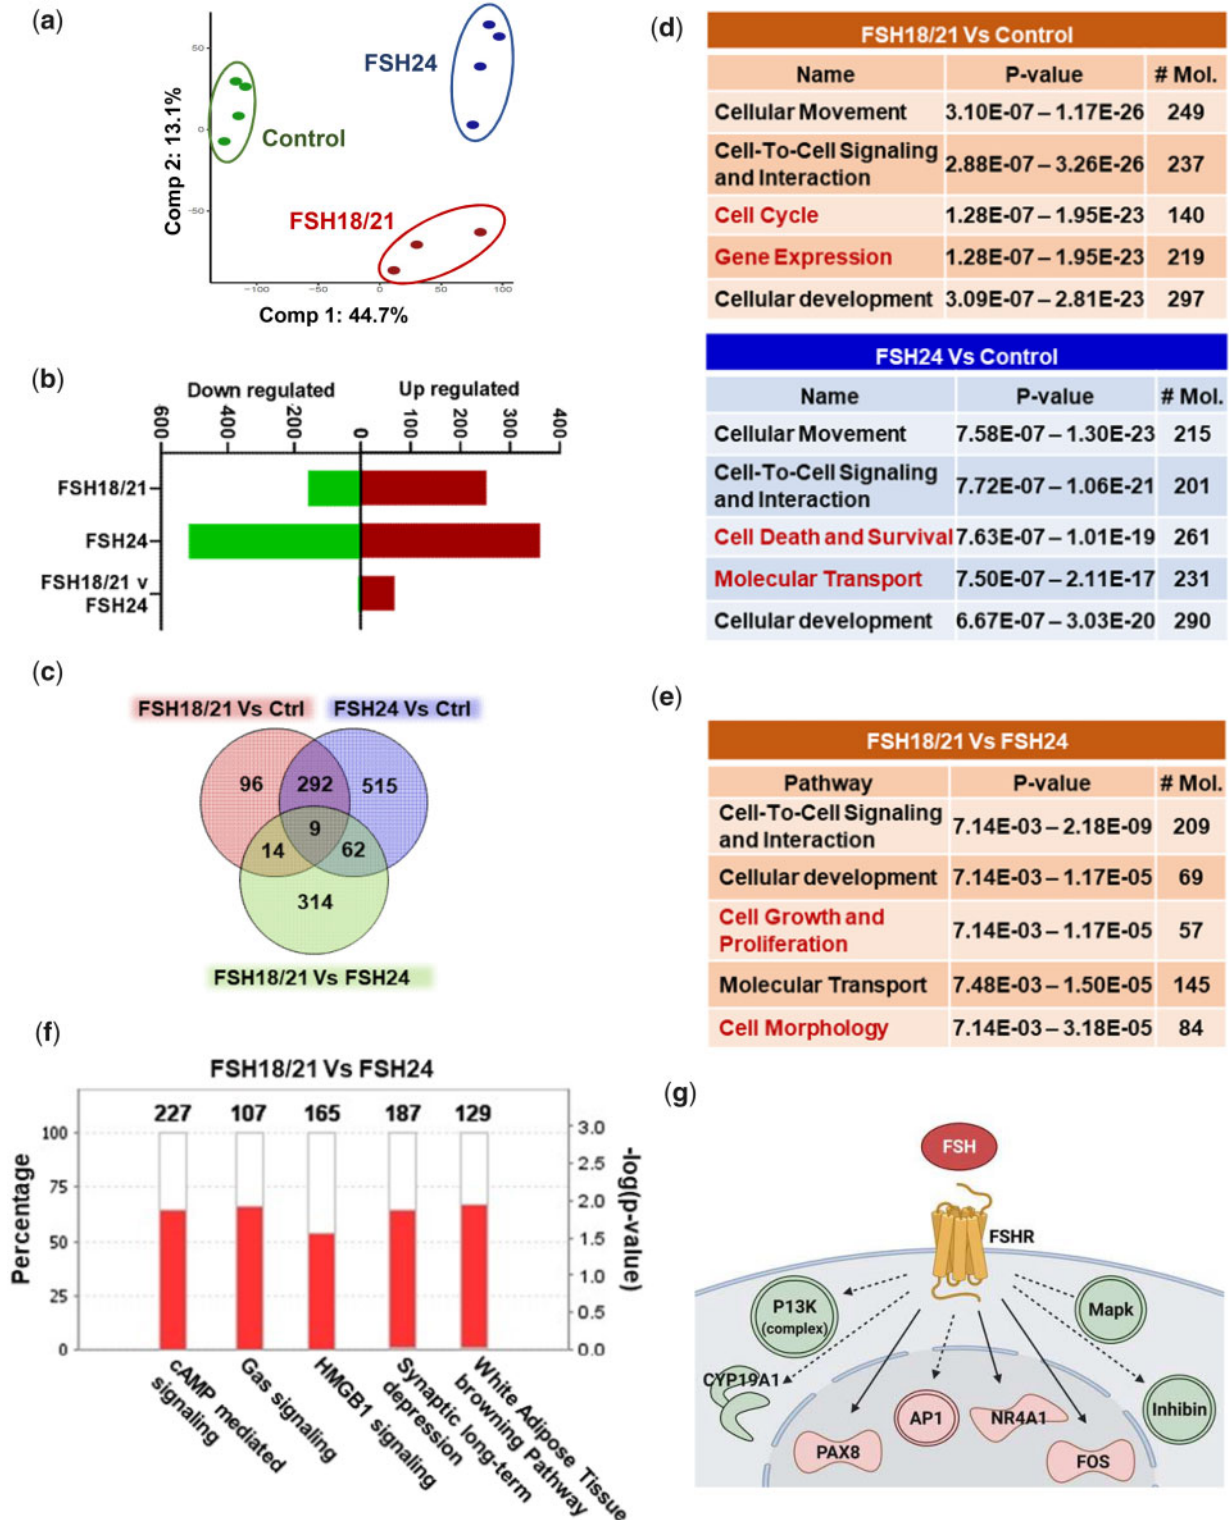 (a)
50
0
-50
-100
-50
0
50
100
Comp 2: 13.1%
Comp 1: 44.7%
Control
FSH24
FSH18/21
(b)
Down regulated
Up regulated
600
400
200
0
100
200
300
400
FSH18/21
FSH24
FSH18/21 v
FSH24
(c)
FSH18/21 Vs Ctrl
FSH24 Vs Ctrl
96
292
515
9
14
62
314
FSH18/21 Vs FSH24
(d)
FSH18/21 Vs Control
Name P-value # Mol.
Cellular Movement 3.10E-07 – 1.17E-26 249
Cell-To-Cell Signaling
and Interaction 2.88E-07 – 3.26E-26 237
Cell Cycle 1.28E-07 – 1.95E-23 140
Gene Expression 1.28E-07 – 1.95E-23 219
Cellular development 3.09E-07 – 2.81E-23 297
FSH24 Vs Control
Name P-value # Mol.
Cellular Movement 7.58E-07 – 1.30E-23 215
Cell-To-Cell Signaling
and Interaction 7.72E-07 – 1.06E-21 201
Cell Death and Survival 7.63E-07 – 1.01E-19 261
Molecular Transport 7.50E-07 – 2.11E-17 231
Cellular development 6.67E-07 – 3.03E-20 290
(e)
FSH18/21 Vs FSH24
Pathway P-value # Mol.
Cell-To-Cell Signaling
and Interaction 7.14E-03 – 2.18E-09 209
Cellular development 7.14E-03 – 1.17E-05 69
Cell Growth and
Proliferation 7.14E-03 – 1.17E-05 57
Molecular Transport 7.48E-03 – 1.50E-05 145
Cell Morphology 7.14E-03 – 3.18E-05 84
(f)
FSH18/21 Vs FSH24
227 107 165 187 129
100
75
50
25
0
Percentage
3.0
2.5
2.0
1.5
1.0
0.5
0.0
-log(p-value)
cAMP mediated
signaling
Gas signaling
HMGB1 signaling
Synaptic long-term
depression
White Adipose Tissue
browning Pathway
(g)
FSH
FSHR
P13K
(complex)
Mapk
CYP19A1
Inhibin
AP1
NR4A1
PAX8
FOS